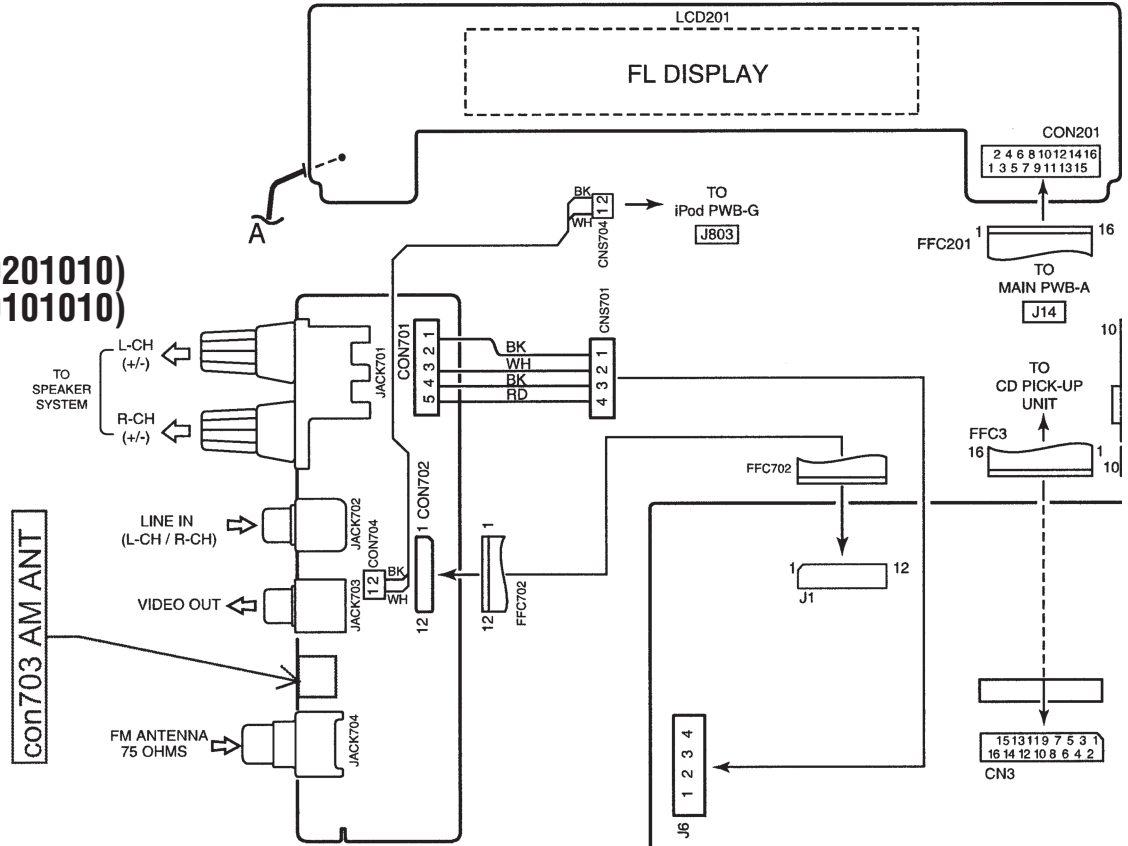 LCD201
FL DISPLAY
CON201
2 4 6 8 10 12 14 16
1 3 5 7 9 11 13 15
A
BK
WH
1 2
CNS704
TO
iPod PWB-G
J803
FFC201
1
16
TO
MAIN PWB-A
J14
201010)
101010)
L-CH
(+/-)
TO
SPEAKER
SYSTEM
R-CH
(+/-)
JACK701
CON701
1
2
3
4
5
BK
WH
BK
RD
CNS701
1
2
3
4
10
TO
CD PICK-UP
UNIT
FFC3
16
1
10
FFC702
LINE IN
(L-CH / R-CH)
JACK702
CON704
1 2
BK
WH
1
CON702
12
1
12
FFC702
1
12
J1
VIDEO OUT
JACK703
con703 AM ANT
FM ANTENNA
75 OHMS
JACK704
1 2 3 4
J6
15 13 11 9 7 5 3 1
16 14 12 10 8 6 4 2
CN3